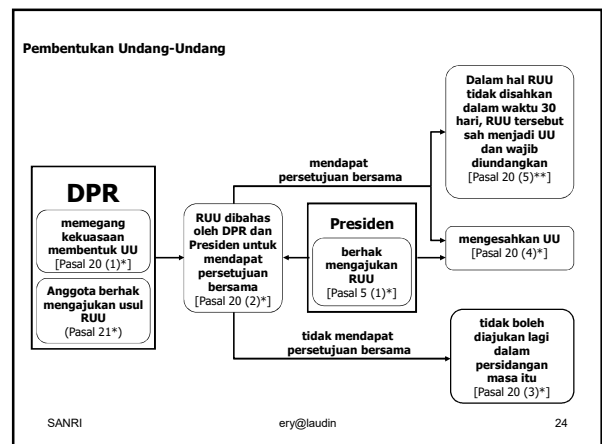 Pembentukan Undang-Undang
Dalam hal RUU
tidak disahkan
dalam waktu 30
hari, RUU tersebut
sah menjadi UU
dan wajib
diundangkan
[Pasal 20 (5)**]
mendapat
persetujuan bersama
DPR
memegang
kekuasaan
membentuk UU
[Pasal 20 (1)*]
Anggota berhak
mengajukan usul
RUU
(Pasal 21*)
RUU dibahas
oleh DPR dan
Presiden untuk
mendapat
persetujuan
bersama
[Pasal 20 (2)*]
Presiden
berhak
mengajukan
RUU
[Pasal 5 (1)*]
mengesahkan UU
[Pasal 20 (4)*]
tidak mendapat
persetujuan bersama
tidak boleh
diajukan lagi
dalam
persidangan
masa itu
[Pasal 20 (3)*]
SANRI
ery@laudin
24